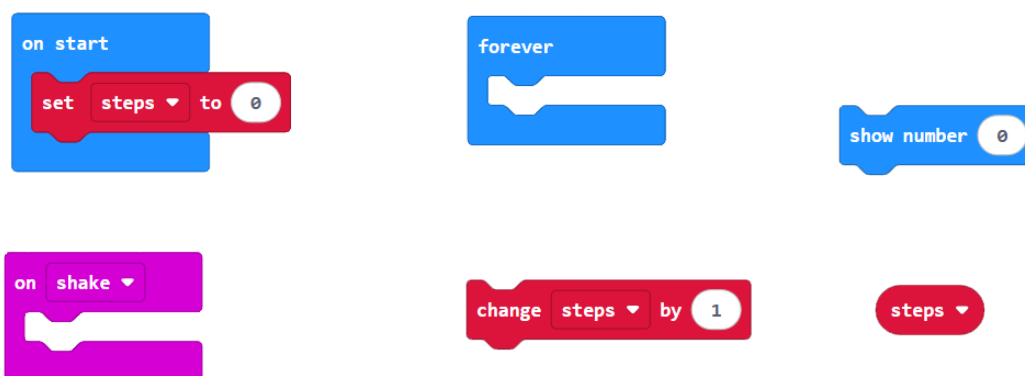 on start
set steps to 0
forever
show number 0
on shake
change steps by 1
steps